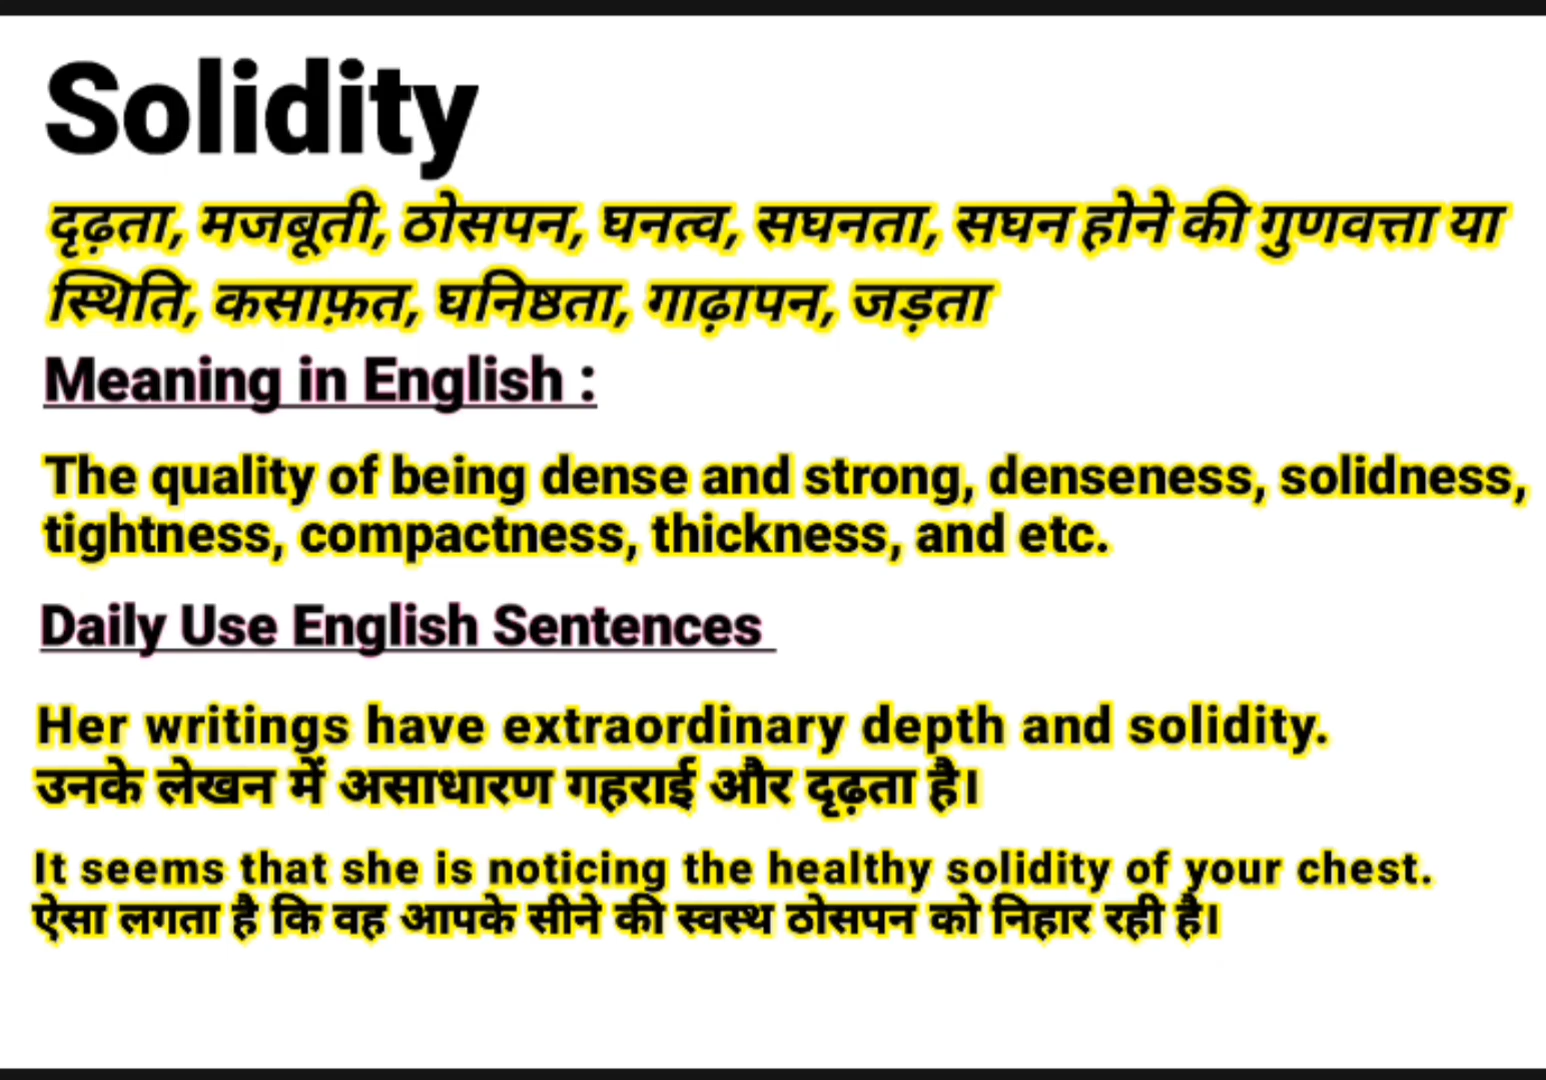 Solidity
दृढ़ता, मजबूती, ठोसपन, घनत्व, सघनता, सघन होने की गुणवत्ता या
स्थिति, कसाफ़त, घनिष्ठता, गाढ़ापन, जड़ता
Meaning in English :
The quality of being dense and strong, denseness, solidness,
tightness, compactness, thickness, and etc.
Daily Use English Sentences
Her writings have extraordinary depth and solidity.
उनके लेखन में असाधारण गहराई और दृढ़ता है।
It seems that she is noticing the healthy solidity of your chest.
ऐसा लगता है कि वह आपके सीने की स्वस्थ ठोसपन को निहार रही है।